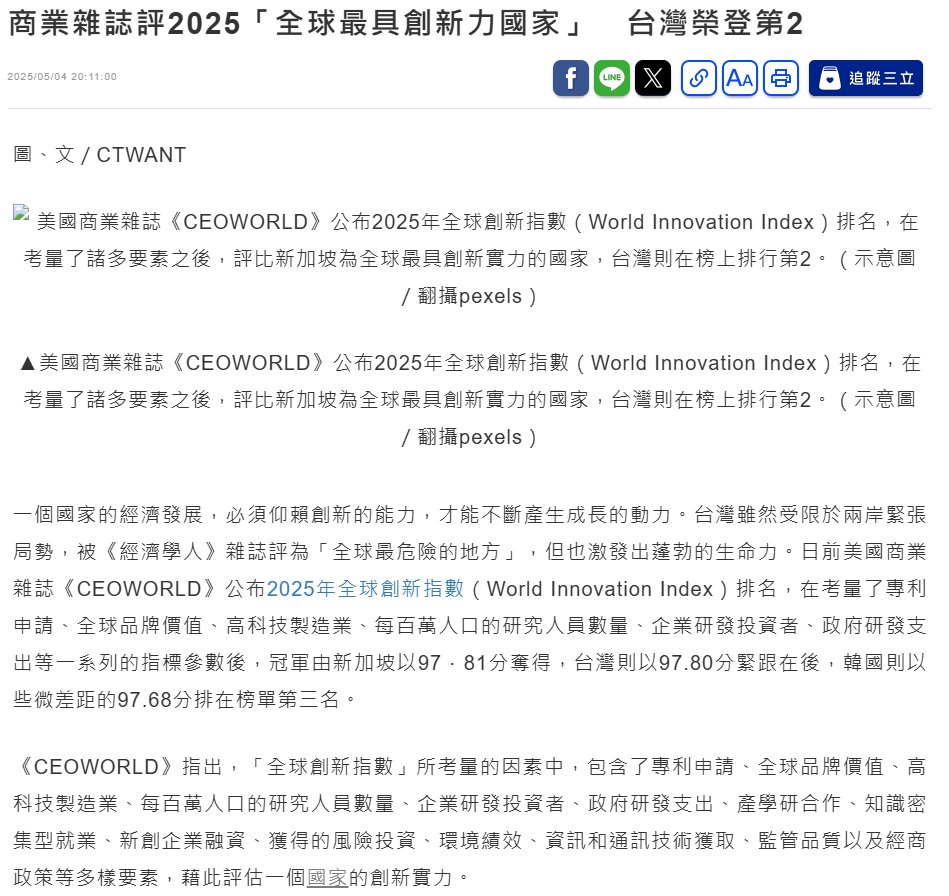 商業雜誌評2025「全球最具創新力國家」 台灣榮登第2
2025/05/04 20:11:00
f LINE X AA 追蹤三立
圖、文 / CTWANT
美國商業雜誌《CEOWORLD》公布2025年全球創新指數（World Innovation Index）排名，在
考量了諸多要素之後，評比新加坡為全球最具創新實力的國家，台灣則在榜上排行第2。（示意圖
/ 翻攝pexels）
▲美國商業雜誌《CEOWORLD》公布2025年全球創新指數（World Innovation Index）排名，在
考量了諸多要素之後，評比新加坡為全球最具創新實力的國家，台灣則在榜上排行第2。（示意圖
/ 翻攝pexels）
一個國家的經濟發展，必須仰賴創新的能力，才能不斷產生成長的動力。台灣雖然受限於兩岸緊張
局勢，被《經濟學人》雜誌評為「全球最危險的地方」，但也激發出蓬勃的生命力。日前美國商業
雜誌《CEOWORLD》公布2025年全球創新指數（World Innovation Index）排名，在考量了專利
申請、全球品牌價值、高科技製造業、每百萬人口的研究人員數量、企業研發投資者、政府研發支
出等一系列的指標參數後，冠軍由新加坡以97．81分奪得，台灣則以97.80分緊跟在後，韓國則以
些微差距的97.68分排在榜單第三名。
《CEOWORLD》指出，「全球創新指數」所考量的因素中，包含了專利申請、全球品牌價值、高
科技製造業、每百萬人口的研究人員數量、企業研發投資者、政府研發支出、產學研合作、知識密
集型就業、新創企業融資、獲得的風險投資、環境績效、資訊和通訊技術獲取、監管品質以及經商
政策等多樣要素，藉此評估一個國家的創新實力。